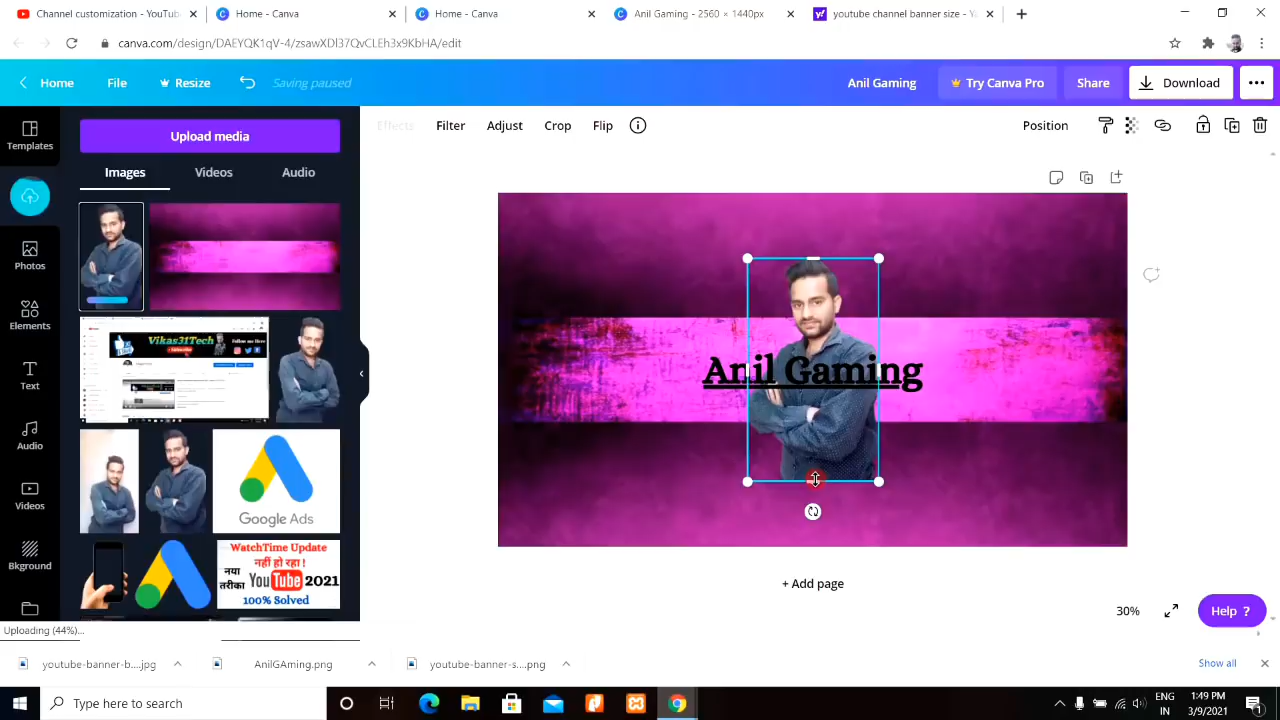 Channel customization - YouTub
Home - Canva
Home - Canva
Anil Gaming - 2560 × 1440px
youtube channel banner size - Y
canva.com/design/DAEYQK1qV-4/zsawXDl37QvCLEh3x9KbHA/edit
Home
File
Resize
Saving paused
Anil Gaming
Try Canva Pro
Share
Download
Templates
Upload media
Effects
Filter
Adjust
Crop
Flip
Position
Images
Videos
Audio
Photos
Elements
Vikas31Tech
Text
Anil Gaming
Audio
Videos
Google Ads
Bkground
WatchTime Update
नहीं हो रहा !
नया
तरीका
YouTube 2021
100% Solved
+ Add page
30%
Help ?
Uploading (44%)...
youtube-banner-b....jpg
AnilGAming.png
youtube-banner-s....png
Show all
Type here to search
ENG
IN
1:49 PM
3/9/2021